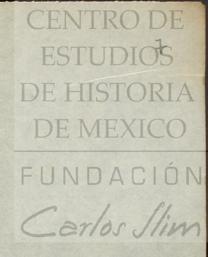 CENTRO DE
ESTUDIOS
DE HISTORIA
DE MEXICO
FUNDACIÓN
Carlos Slim